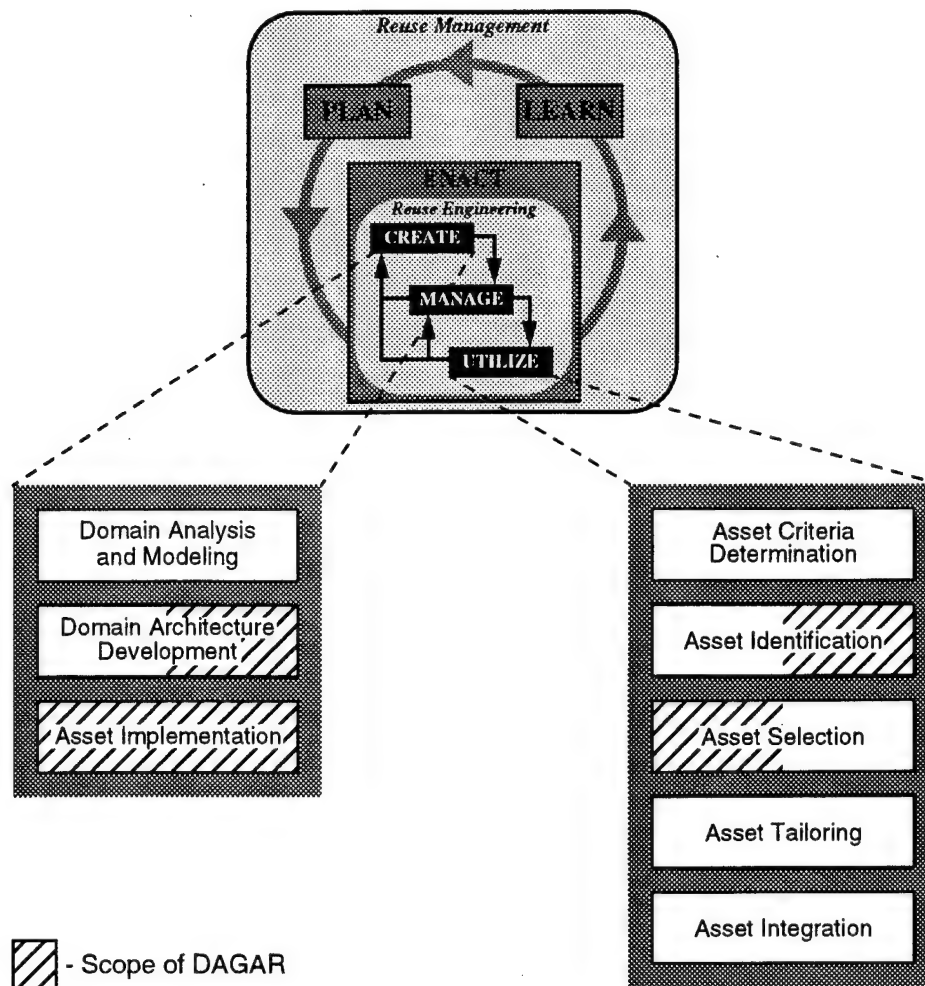 Reuse Management
PLAN
LEARN
ENACT
Reuse Engineering
CREATE
MANAGE
UTILIZE
Domain Analysis
and Modeling
Domain Architecture
Development
Asset Implementation
Asset Criteria
Determination
Asset Identification
Asset Selection
Asset Tailoring
Asset Integration
- Scope of DAGAR